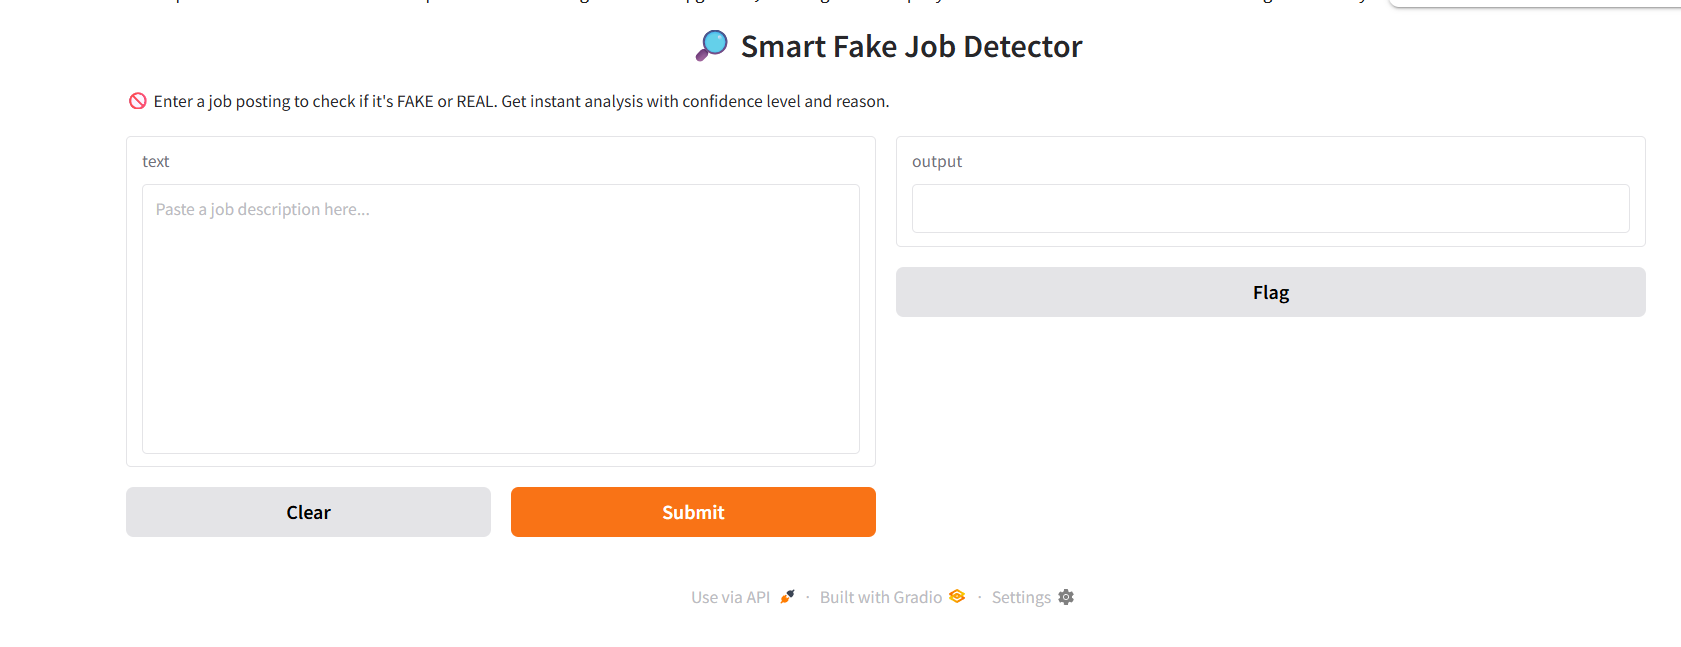 Smart Fake Job Detector
Enter a job posting to check if it's FAKE or REAL. Get instant analysis with confidence level and reason.
text
Paste a job description here...
Clear
Submit
output
Flag
Use via API · Built with Gradio · Settings